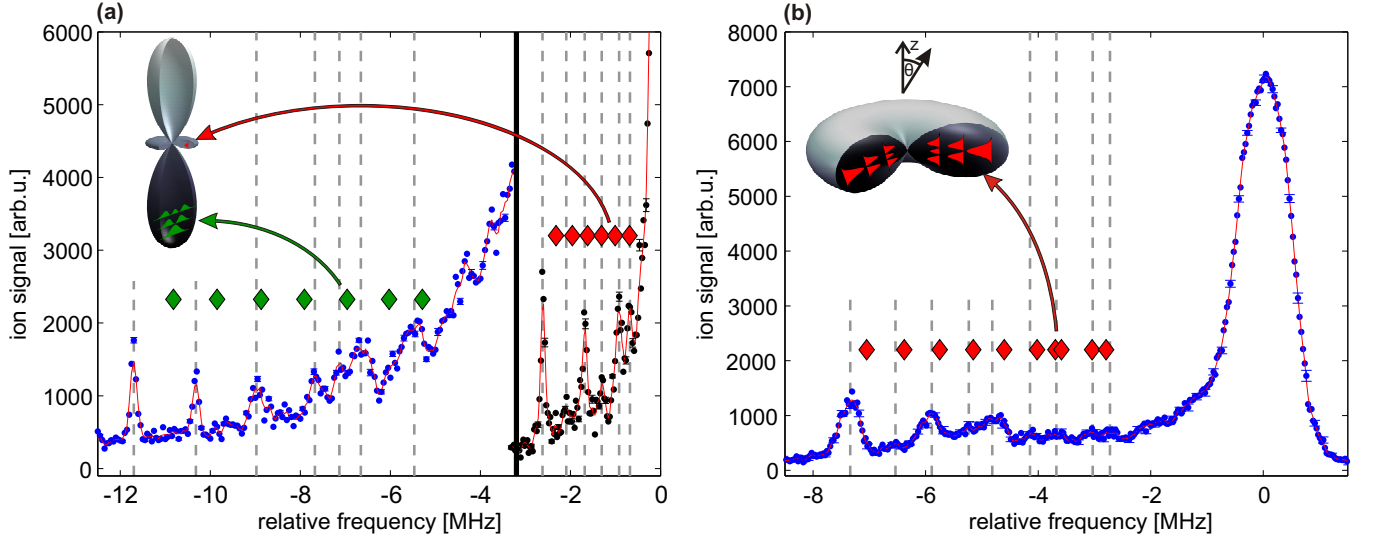 (a)
6000
5000
4000
3000
2000
1000
0
ion signal [arb.u.]
-12 -10 -8 -6 -4 -2 0
relative frequency [MHz]
(b)
8000
7000
6000
5000
4000
3000
2000
1000
0
ion signal [arb.u.]
z
θ
-8 -6 -4 -2 0
relative frequency [MHz]